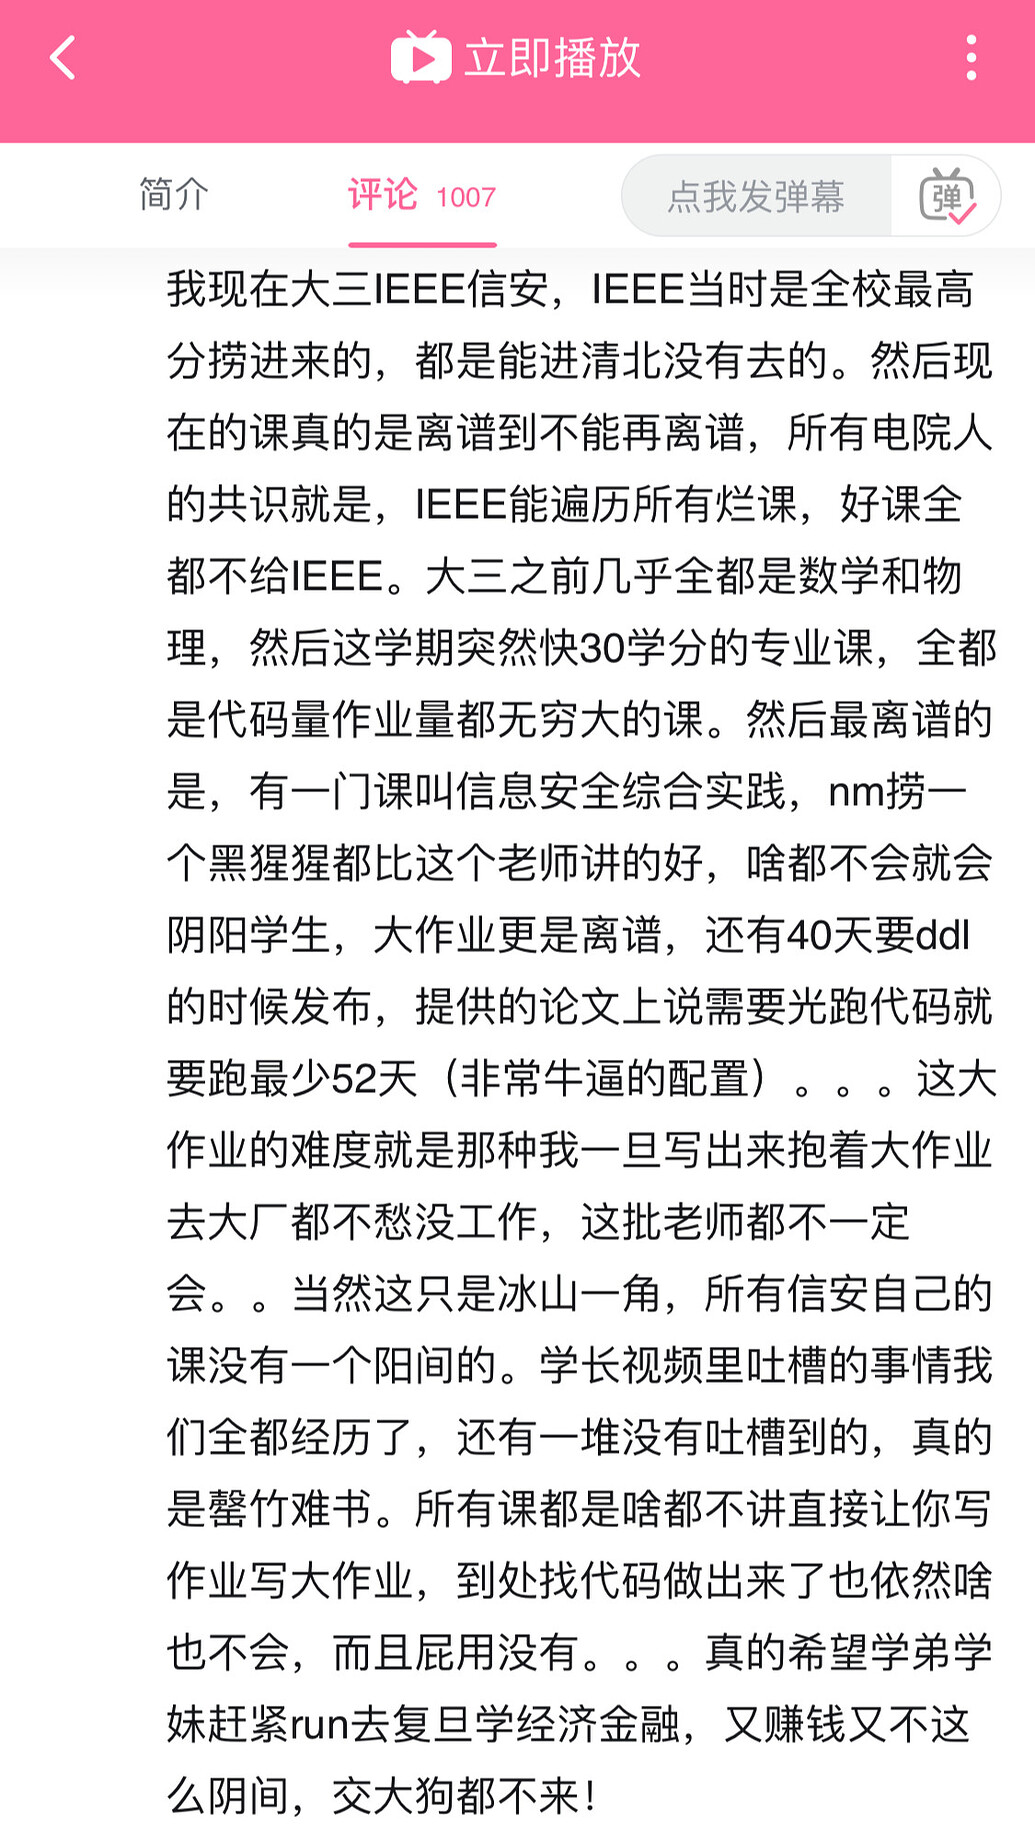 立即播放
简介 评论 1007 点我发弹幕 弹
我现在大三IEEE信安，IEEE当时是全校最高
分捞进来的，都是能进清北没有去的。然后现
在的课真的是离谱到不能再离谱，所有电院人
的共识就是，IEEE能遍历所有烂课，好课全
都不给IEEE。大三之前几乎全都是数学和物
理，然后这学期突然快30学分的专业课，全都
是代码量作业量都无穷大的课。然后最离谱的
是，有一门课叫信息安全综合实践，nm捞一
个黑猩猩都比这个老师讲的好，啥都不会就会
阴阳学生，大作业更是离谱，还有40天要ddl
的时候发布，提供的论文上说需要光跑代码就
要跑最少52天（非常牛逼的配置）。。。这大
作业的难度就是那种我一旦写出来抱着大作业
去大厂都不愁没工作，这批老师都不一定
会。。当然这只是冰山一角，所有信安自己的
课没有一个阳间的。学长视频里吐槽的事情我
们全都经历了，还有一堆没有吐槽到的，真的
是罄竹难书。所有课都是啥都不讲直接让你写
作业写大作业，到处找代码做出来了也依然啥
也不会，而且屁用没有。。。真的希望学弟学
妹赶紧run去复旦学经济金融，又赚钱又不这
么阴间，交大狗都不来！